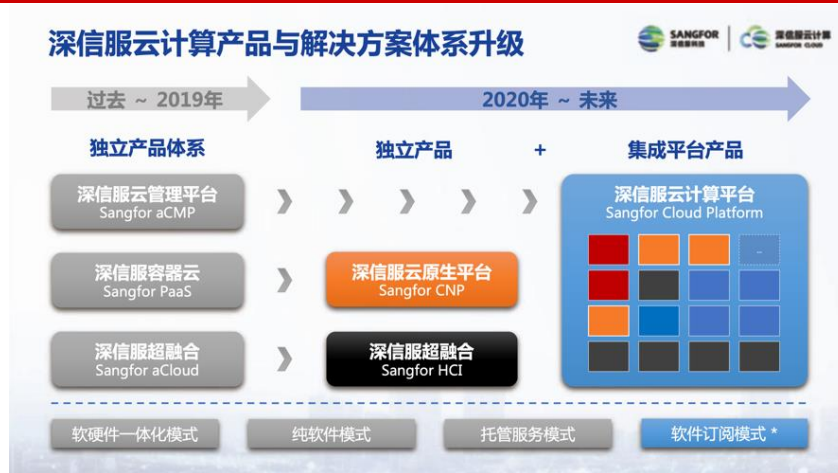 深信服云计算产品与解决方案体系升级
SANGFOR
深信服科技
深信服云计算
SANGFOR CLOUD
过去 ~ 2019年
2020年 ~ 未来
独立产品体系
独立产品
+
集成平台产品
深信服云管理平台
Sangfor aCMP
深信服云计算平台
Sangfor Cloud Platform
深信服容器云
Sangfor PaaS
深信服云原生平台
Sangfor CNP
深信服超融合
Sangfor aCloud
深信服超融合
Sangfor HCI
...
软硬件一体化模式
纯软件模式
托管服务模式
软件订阅模式 *